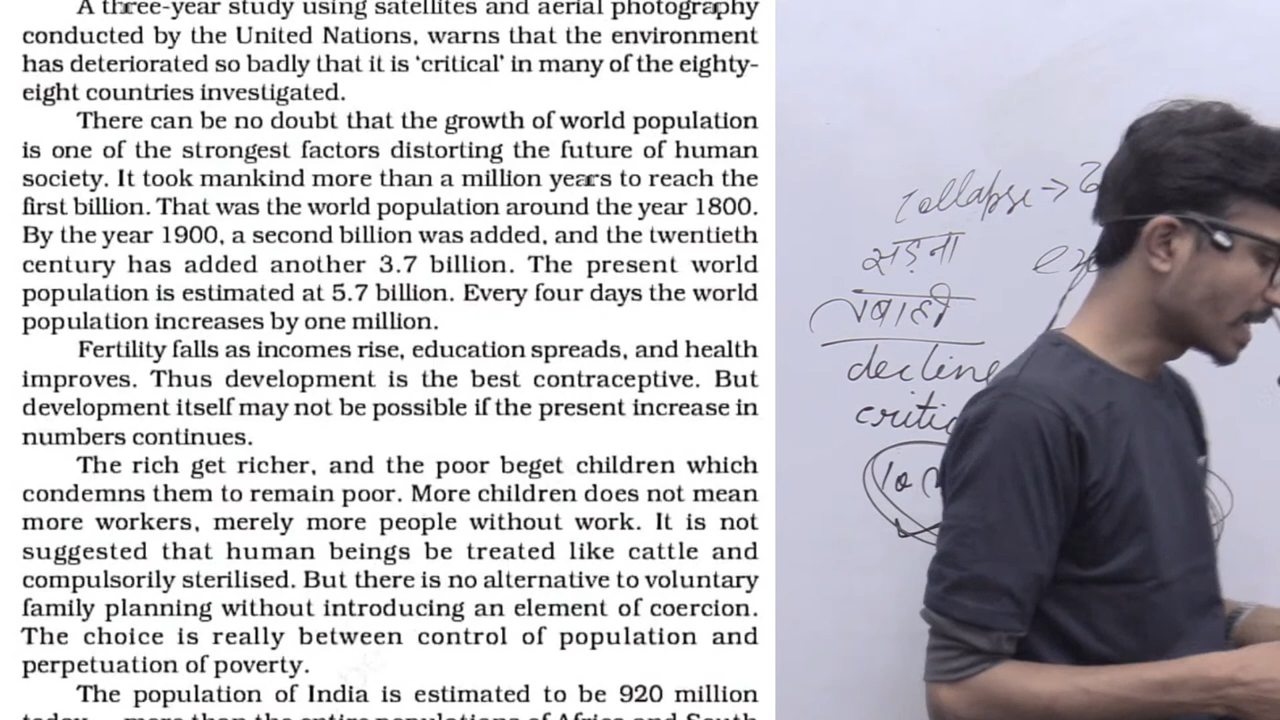 A three-year study using satellites and aerial photography
conducted by the United Nations, warns that the environment
has deteriorated so badly that it is ‘critical’ in many of the eighty-
eight countries investigated.
There can be no doubt that the growth of world population
is one of the strongest factors distorting the future of human
society. It took mankind more than a million years to reach the
first billion. That was the world population around the year 1800.
By the year 1900, a second billion was added, and the twentieth
century has added another 3.7 billion. The present world
population is estimated at 5.7 billion. Every four days the world
population increases by one million.
Fertility falls as incomes rise, education spreads, and health
improves. Thus development is the best contraceptive. But
development itself may not be possible if the present increase in
numbers continues.
The rich get richer, and the poor beget children which
condemns them to remain poor. More children does not mean
more workers, merely more people without work. It is not
suggested that human beings be treated like cattle and
compulsorily sterilised. But there is no alternative to voluntary
family planning without introducing an element of coercion.
The choice is really between control of population and
perpetuation of poverty.
The population of India is estimated to be 920 million
today — more than the entire populations of Africa and South
collapse →
सड़ना
तबाही
decline
critic